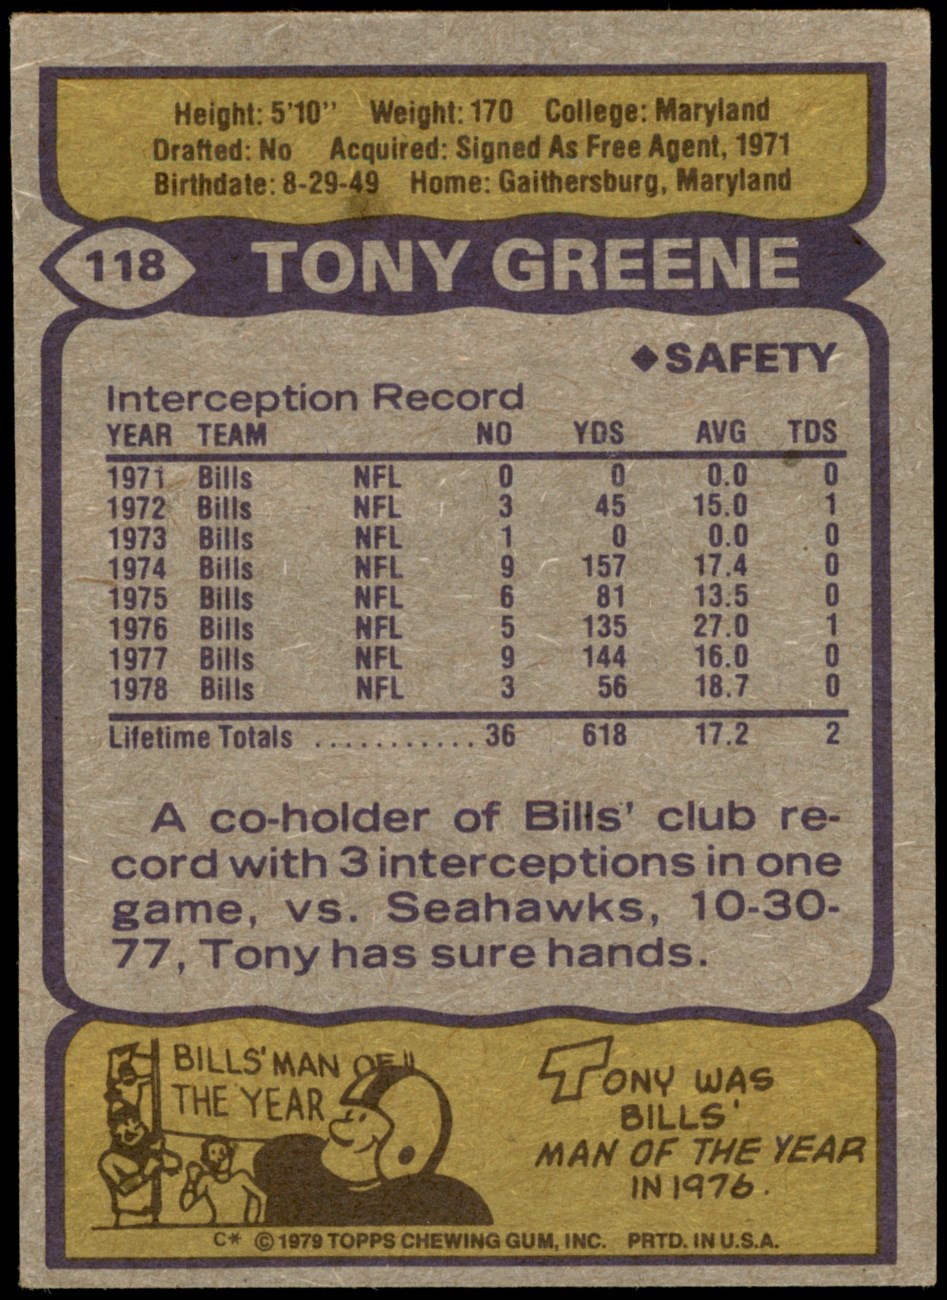 Height: 5'10" Weight: 170 College: Maryland
Drafted: No Acquired: Signed As Free Agent, 1971
Birthdate: 8-29-49 Home: Gaithersburg, Maryland
118 TONY GREENE
◆SAFETY
Interception Record
YEAR TEAM NO YDS AVG TDS
1971 Bills NFL 0 0 0.0 0
1972 Bills NFL 3 45 15.0 1
1973 Bills NFL 1 0 0.0 0
1974 Bills NFL 9 157 17.4 0
1975 Bills NFL 6 81 13.5 0
1976 Bills NFL 5 135 27.0 1
1977 Bills NFL 9 144 16.0 0
1978 Bills NFL 3 56 18.7 0
Lifetime Totals ........... 36 618 17.2 2
A co-holder of Bills' club re-
cord with 3 interceptions in one
game, vs. Seahawks, 10-30-
77, Tony has sure hands.
BILLS' MAN OF
THE YEAR
TONY WAS
BILLS'
MAN OF THE YEAR
IN 1976.
C* © 1979 TOPPS CHEWING GUM, INC. PRTD. IN U.S.A.